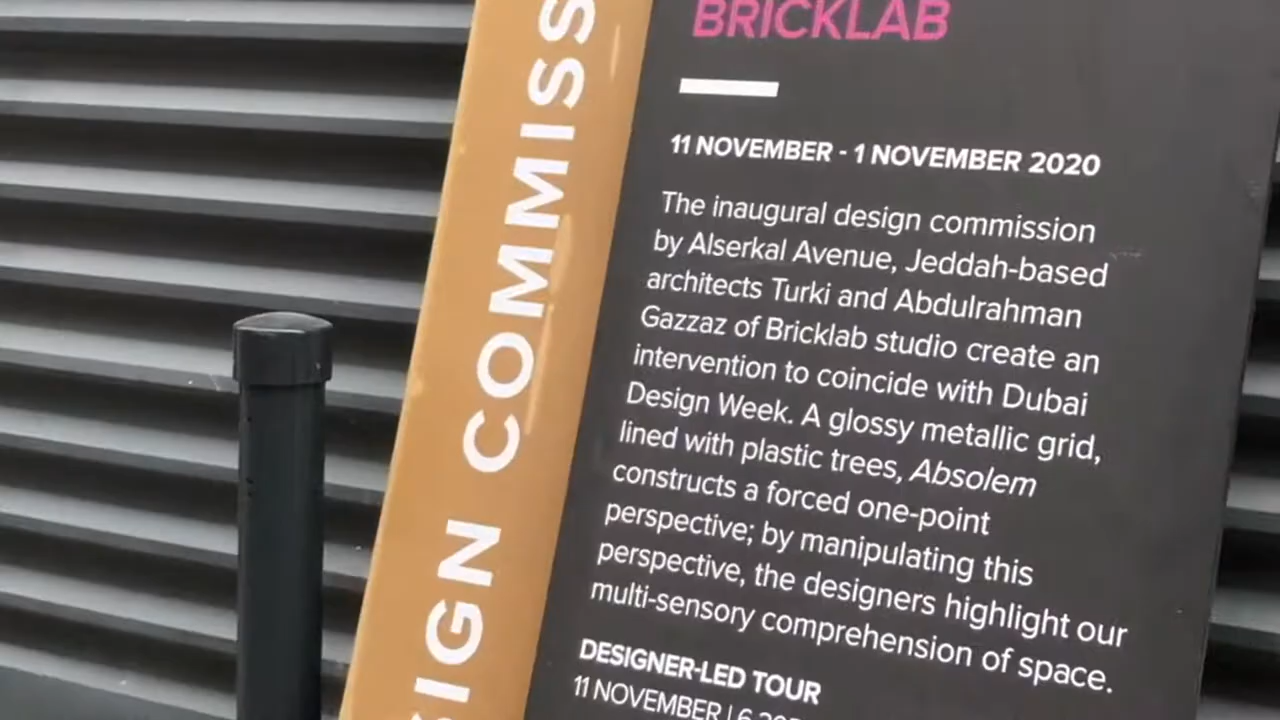 BRICKLAB
11 NOVEMBER - 1 NOVEMBER 2020
The inaugural design commission
by Alserkal Avenue, Jeddah-based
architects Turki and Abdulrahman
Gazzaz of Bricklab studio create an
intervention to coincide with Dubai
Design Week. A glossy metallic grid,
lined with plastic trees, Absolem
constructs a forced one-point
perspective; by manipulating this
perspective, the designers highlight our
multi-sensory comprehension of space.
DESIGNER-LED TOUR
11 NOVEMBER |
SIGN COMMISS